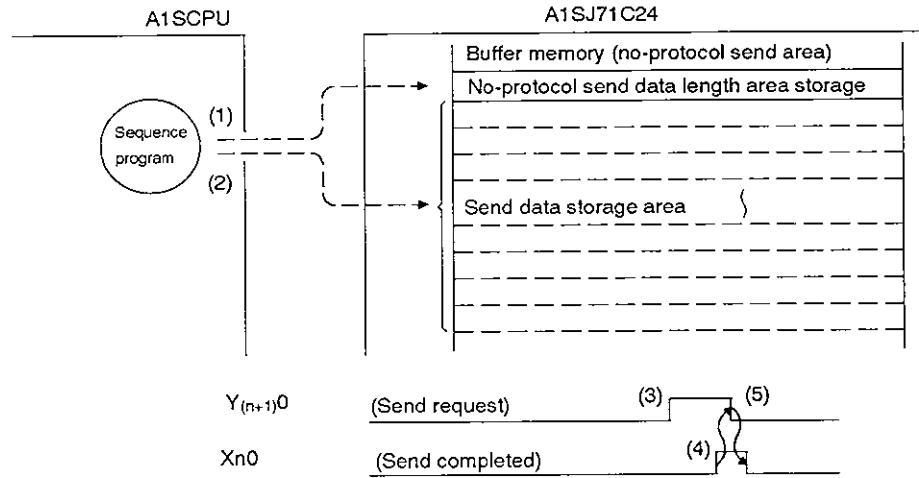 A1SCPU
A1SJ71C24
Buffer memory (no-protocol send area)
No-protocol send data length area storage
(1)
Sequence
program
(2)
Send data storage area
Y(n+1)0
(Send request)
(3)
(5)
Xn0
(Send completed)
(4)